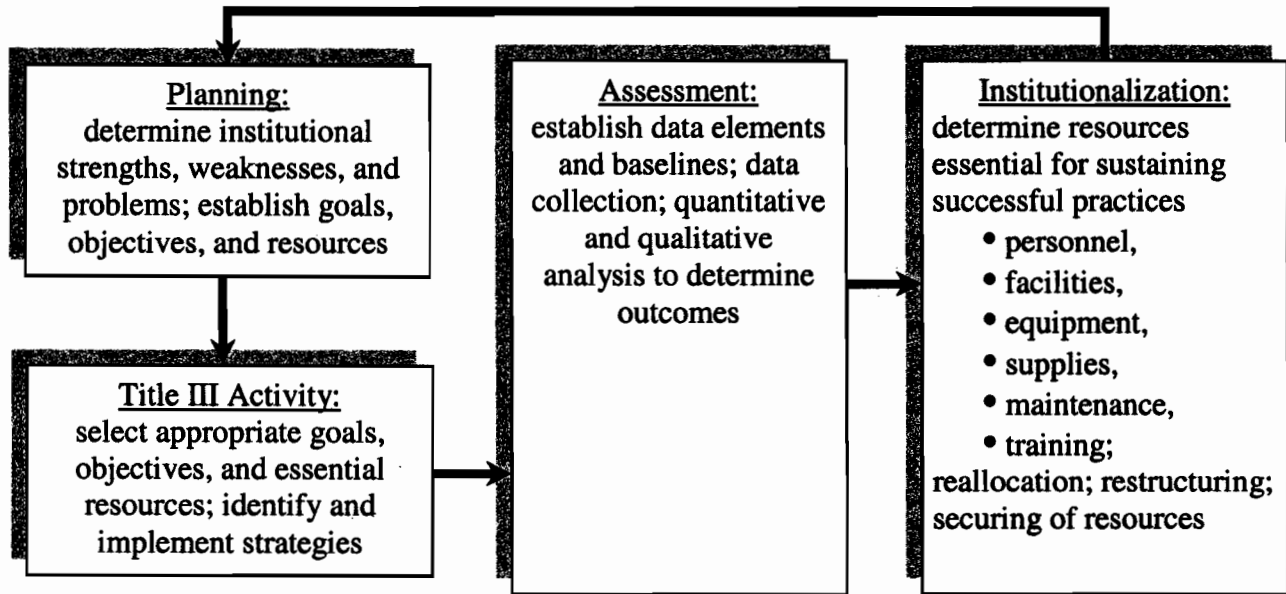 Planning:
determine institutional
strengths, weaknesses, and
problems; establish goals,
objectives, and resources
Title III Activity:
select appropriate goals,
objectives, and essential
resources; identify and
implement strategies
Assessment:
establish data elements
and baselines; data
collection; quantitative
and qualitative
analysis to determine
outcomes
Institutionalization:
determine resources
essential for sustaining
successful practices
• personnel,
• facilities,
• equipment,
• supplies,
• maintenance,
• training;
reallocation; restructuring;
securing of resources